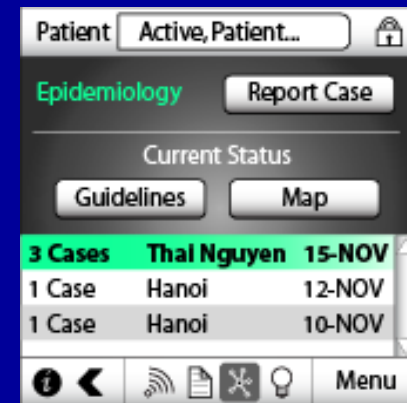 Patient Active, Patient...
Epidemiology Report Case
Current Status
Guidelines Map
3 Cases Thai Nguyen 15-NOV
1 Case Hanoi 12-NOV
1 Case Hanoi 10-NOV
Menu